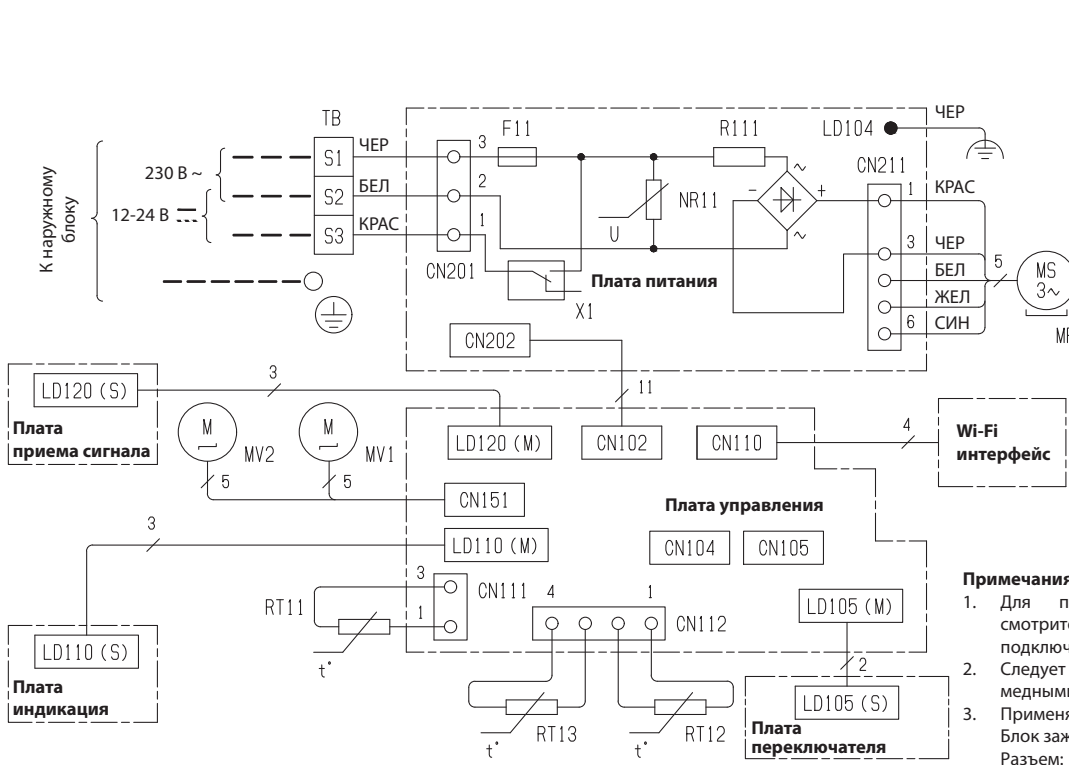 К наружному
блоку
230 В ~
12-24 В
TB
S1
S2
S3
ЧЕР
БЕЛ
КРАС
CN201
3
2
1
F11
R111
LD104
ЧЕР
NR11
U
~
~
-
+
X1
Плата питания
CN211
1
3
6
КРАС
ЧЕР
БЕЛ
ЖЕЛ
СИН
5
MS
3~
CN202
11
LD120 (S)
Плата
приема сигнала
3
M
MV2
5
M
MV1
5
LD120 (M)
CN102
CN110
4
Wi-Fi
интерфейс
CN151
Плата управления
LD110 (M)
CN104
CN105
3
LD110 (S)
Плата
индикация
RT11
t°
3
1
CN111
4
1
CN112
RT13
t°
RT12
t°
LD105 (M)
2
LD105 (S)
Плата
переключателя
Примечания
1. Для
2. Следует
3.
Блок
Разъем: